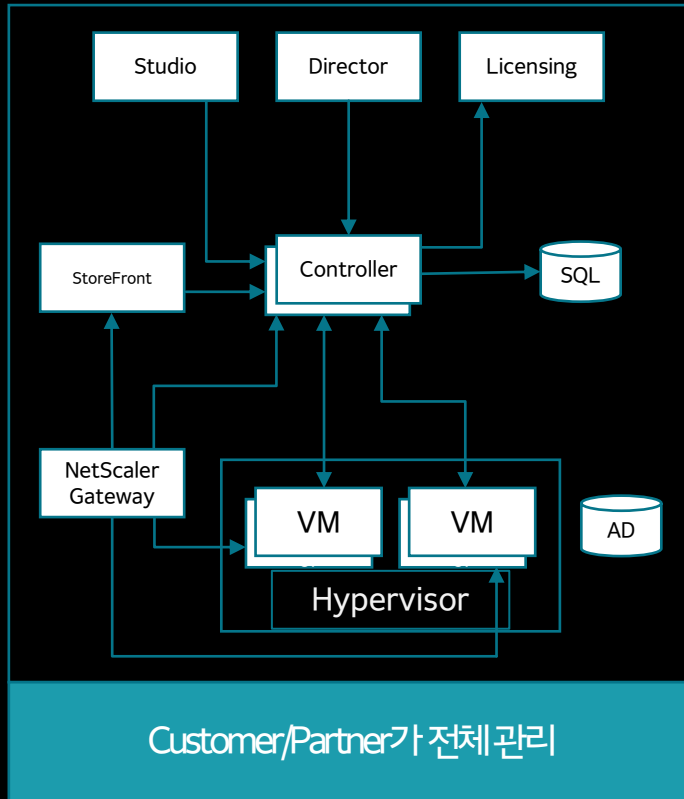 Studio
Director
Licensing
Controller
StoreFront
SQL
NetScaler
Gateway
VM
VM
AD
Hypervisor
Customer/Partner가 전체 관리